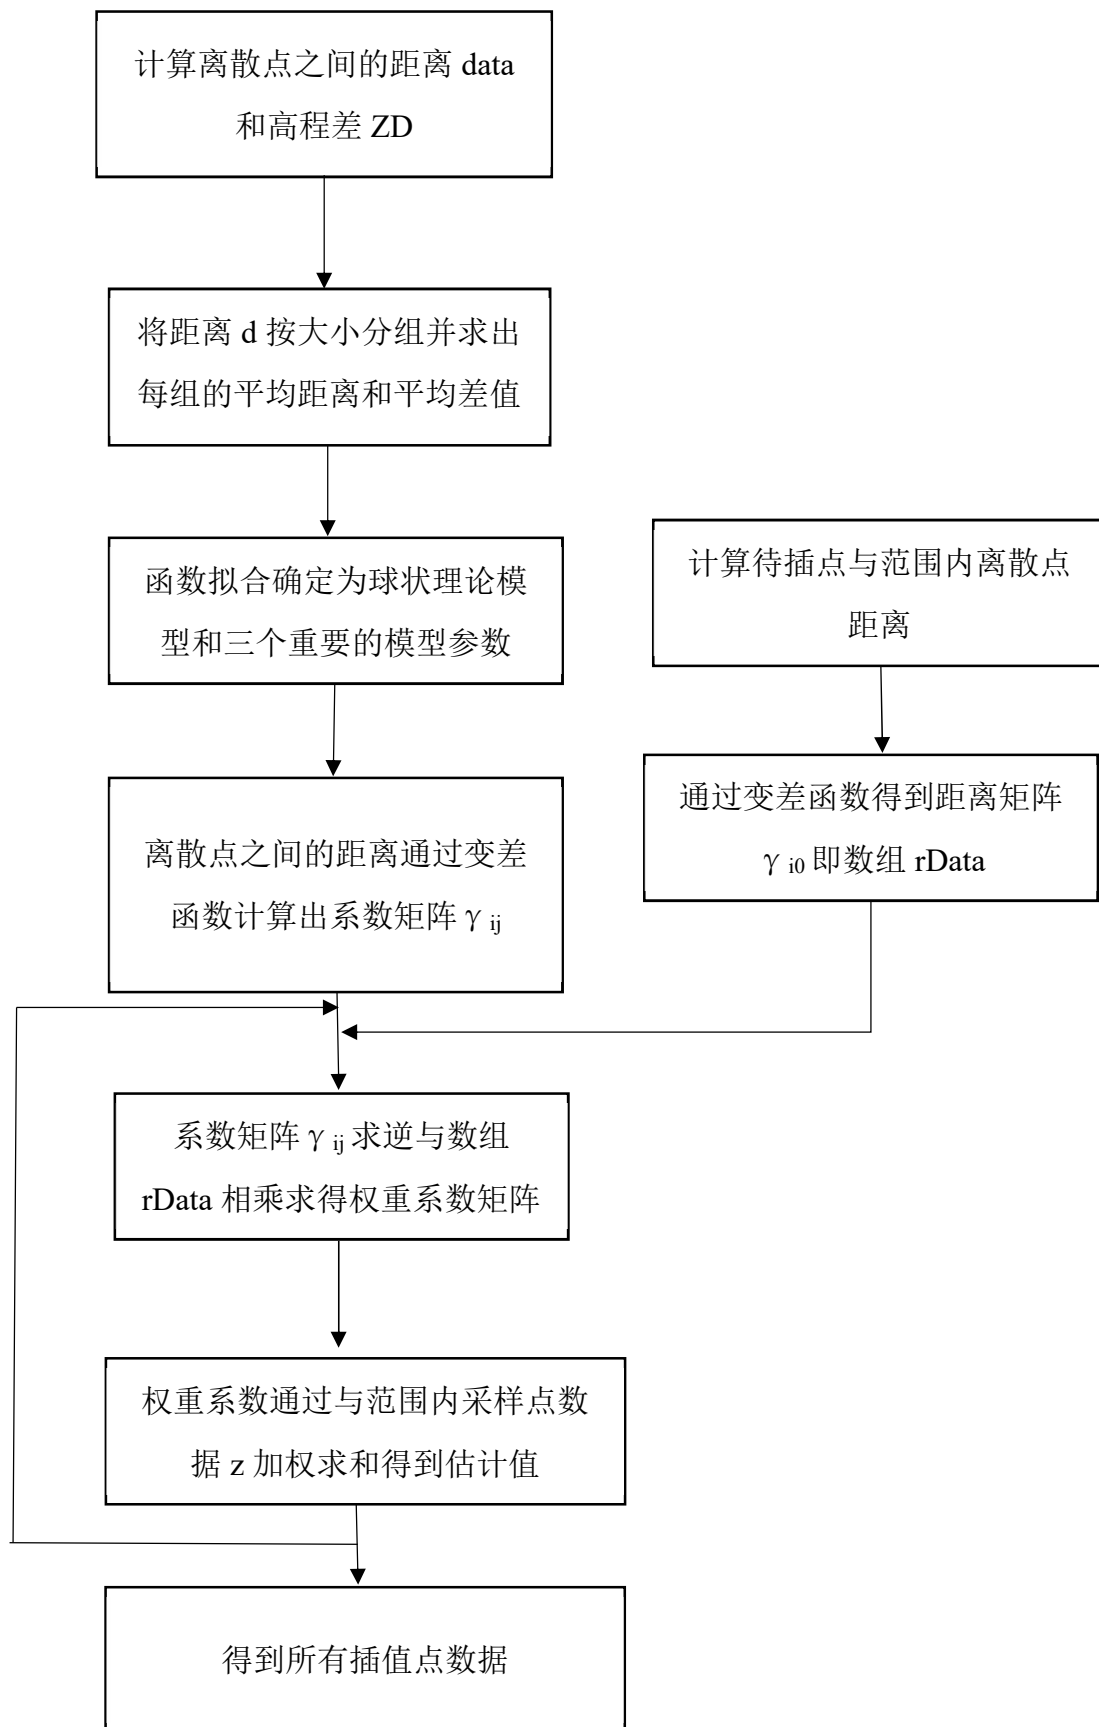 计算离散点之间的距离 data
和高程差 ZD
将距离 d 按大小分组并求出
每组的平均距离和平均差值
函数拟合确定为球状理论模
型和三个重要的模型参数
计算待插点与范围内离散点
距离
离散点之间的距离通过变差
函数计算出系数矩阵 γ ij
通过变差函数得到距离矩阵
γ i0 即数组 rData
系数矩阵 γ ij 求逆与数组
rData 相乘求得权重系数矩阵
权重系数通过与范围内采样点数
据 z 加权求和得到估计值
得到所有插值点数据